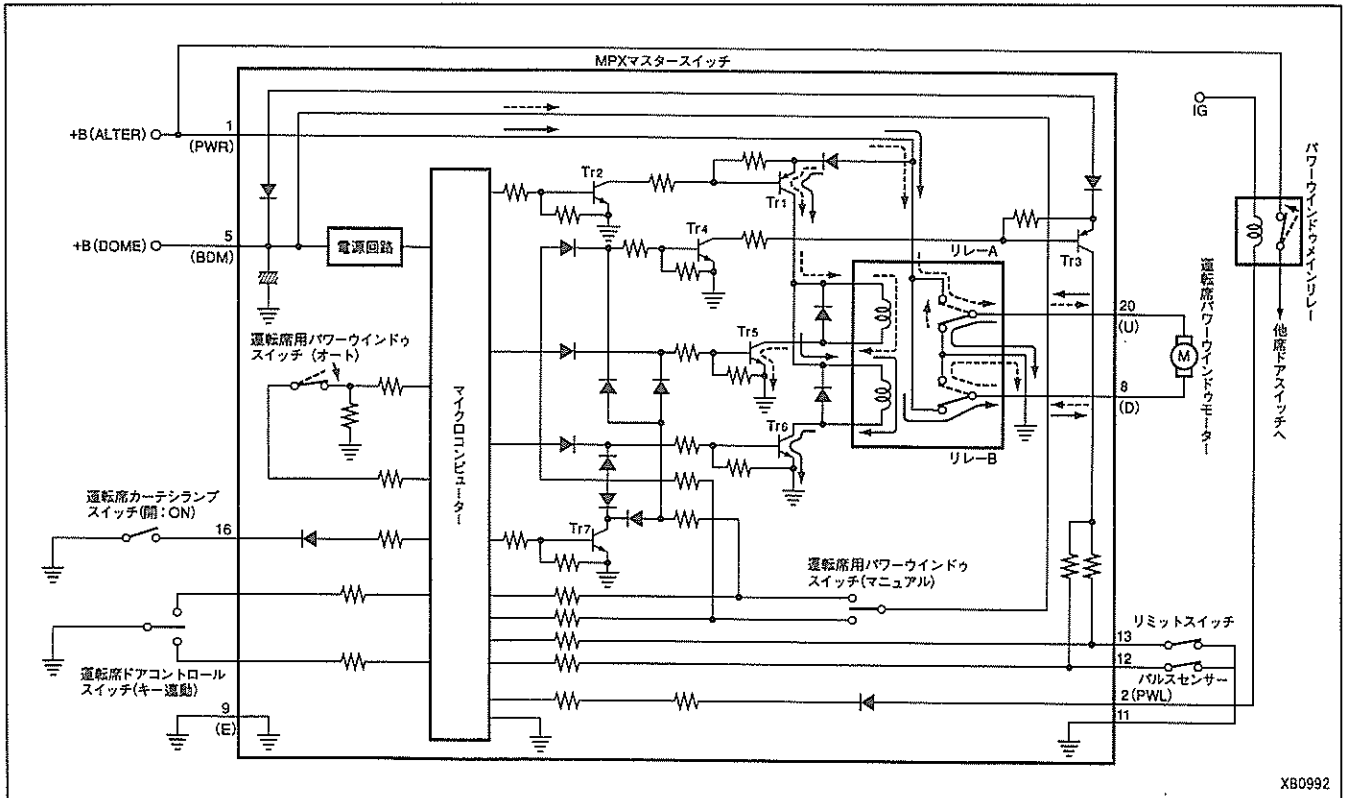 MPXマスタースイッチ
+B(ALTER)
1
(PWR)
IG
パワーウインドゥメインリレー
他席ドアスイッチへ
+B(DOME)
5
(BDM)
電源回路
Tr2
Tr1
Tr4
Tr3
リレーA
20
(U)
運転席パワーウインドゥモーター
M
8
(D)
運転席用パワーウインドゥ
スイッチ(オート)
Tr5
Tr6
リレーB
マイクロコンピューター
運転席カーテシランプ
スイッチ(開:ON)
16
Tr7
運転席用パワーウインドゥ
スイッチ(マニュアル)
リミットスイッチ
13
12
パルスセンサー
2(PWL)
11
運転席ドアコントロール
スイッチ(キー連動)
9
(E)
XB0992